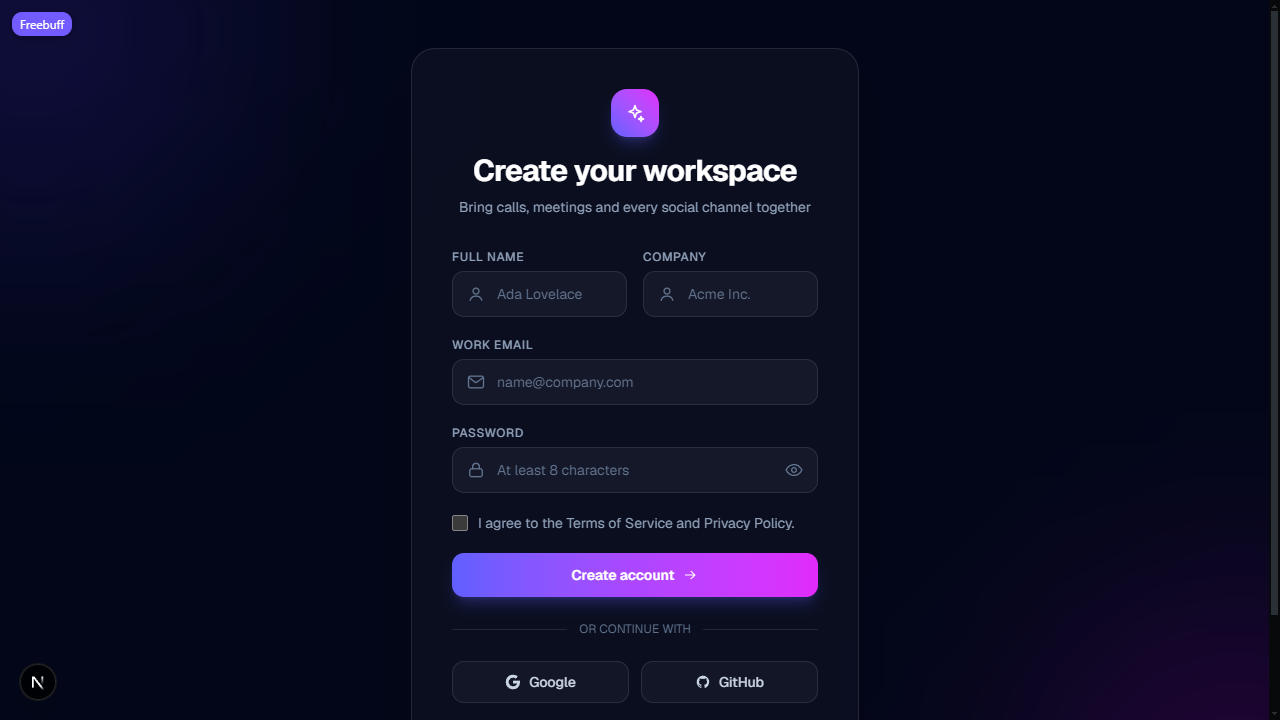 Freebuff
Create your workspace
Bring calls, meetings and every social channel together
FULL NAME
COMPANY
Ada Lovelace
Acme Inc.
WORK EMAIL
name@company.com
PASSWORD
At least 8 characters
I agree to the Terms of Service and Privacy Policy.
Create account →
OR CONTINUE WITH
Google
GitHub
N